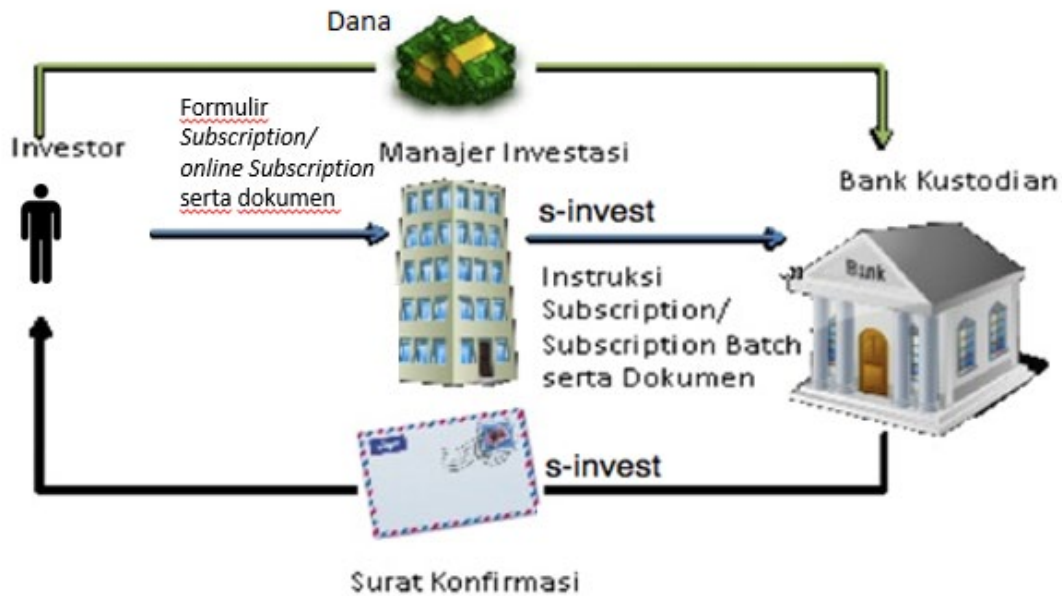 Dana
Formulir
Subscription/
online Subscription
serta dokumen
Investor
Manajer Investasi
Bank Kustodian
s-invest
Bank
Instruksi
Subscription/
Subscription Batch
serta Dokumen
s-invest
Surat Konfirmasi